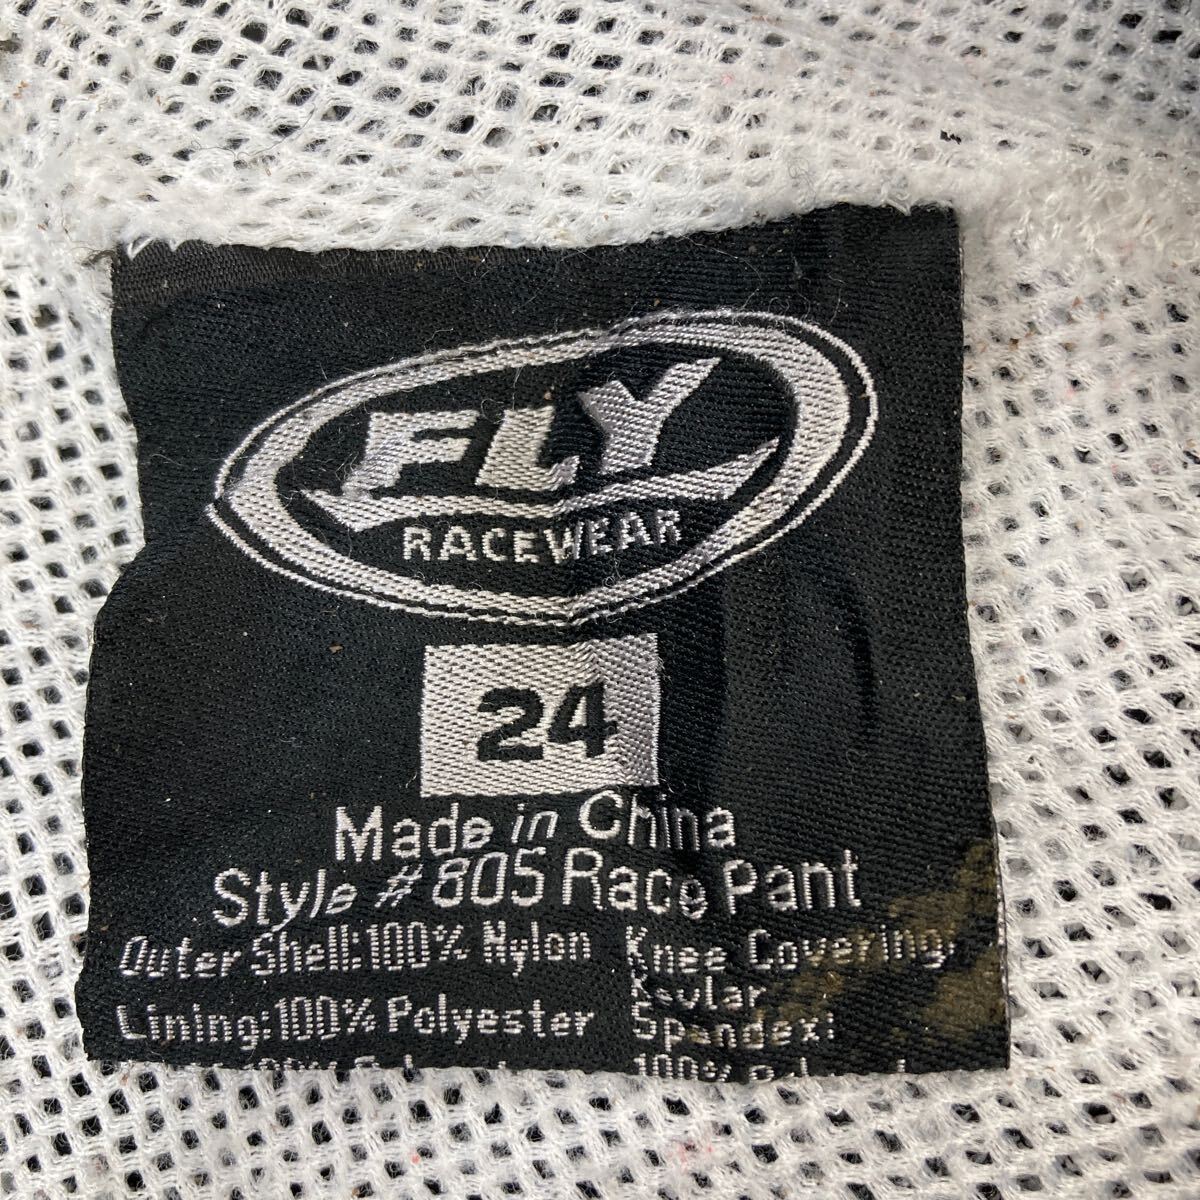 FLY
RACEWEAR
24
Made in China
Style # 805 Race Pant
Outer Shell:100% Nylon
Lining:100% Polyester
Knee Covering:
Kevlar
Spandex:
100%